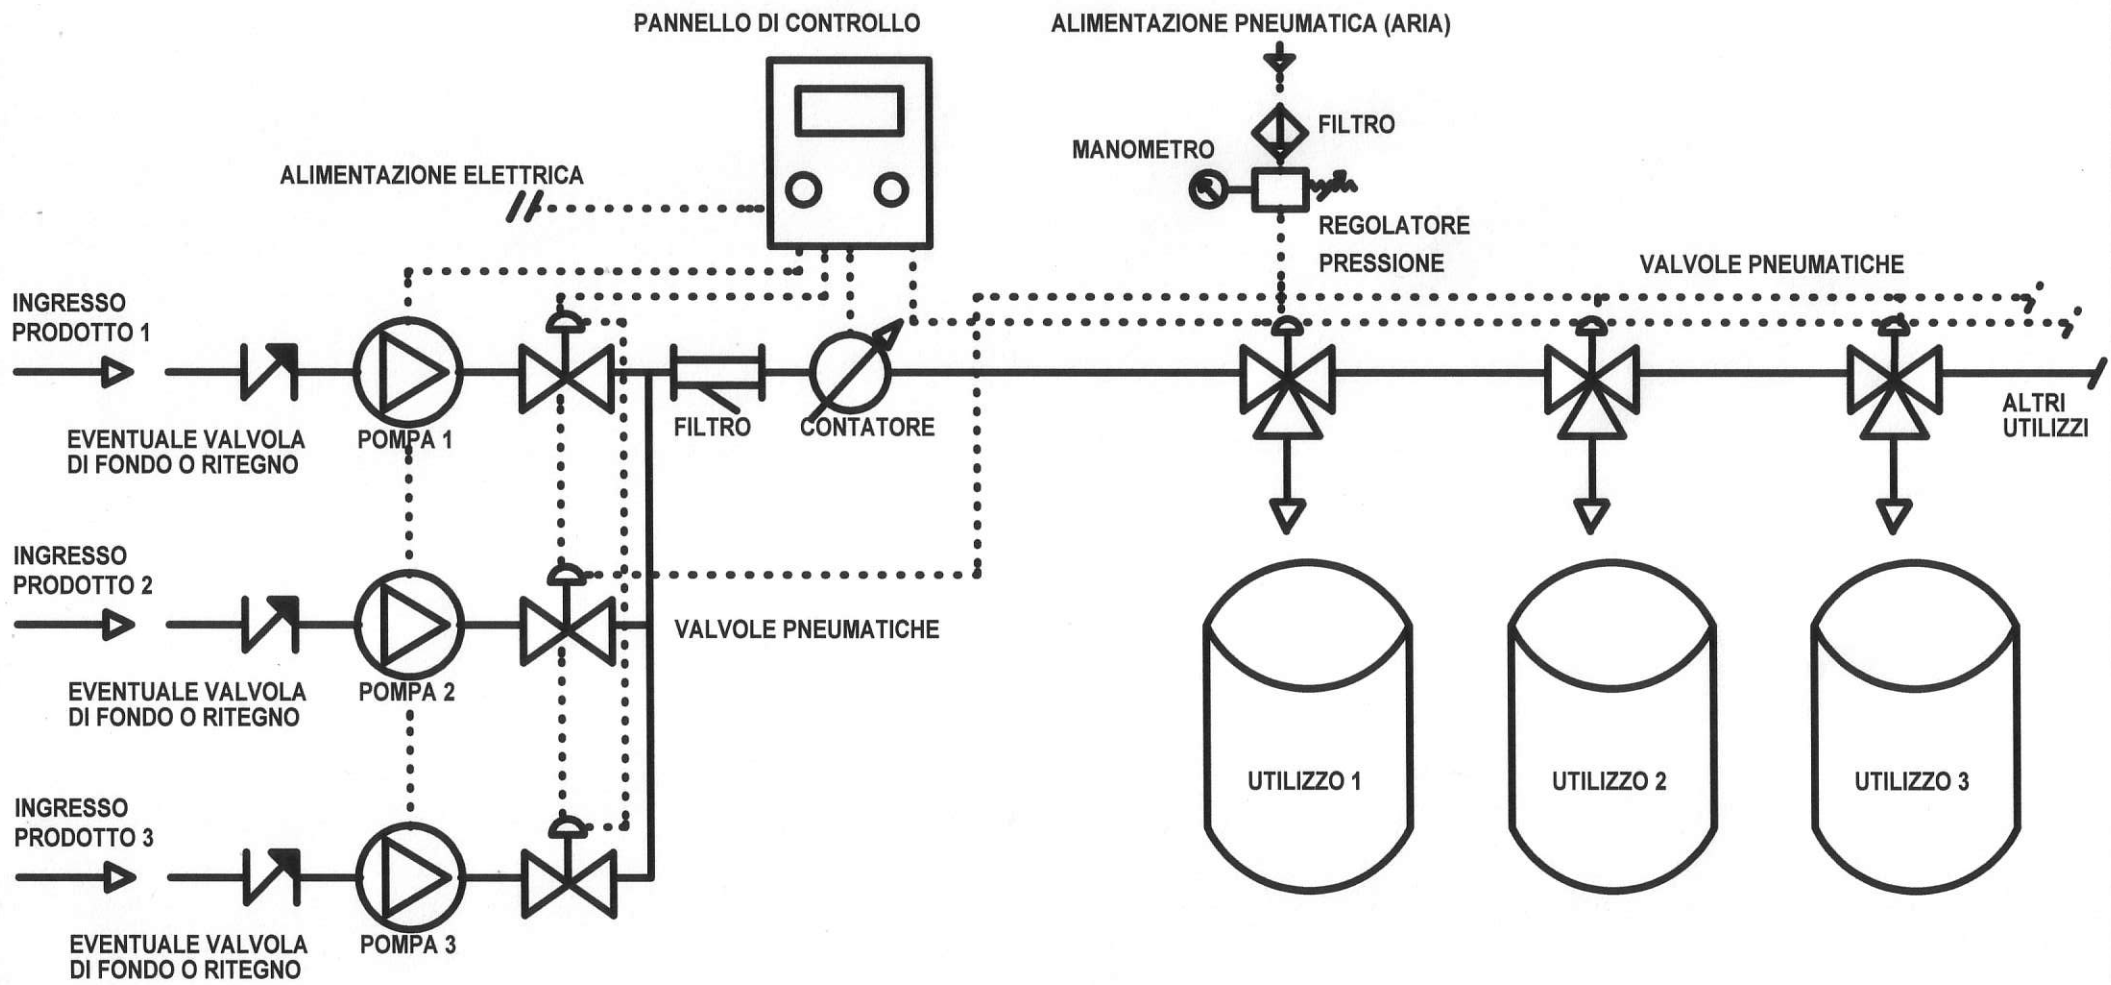 PANNELLO DI CONTROLLO
ALIMENTAZIONE PNEUMATICA (ARIA)
FILTRO
MANOMETRO
ALIMENTAZIONE ELETTRICA
REGOLATORE
PRESSIONE
VALVOLE PNEUMATICHE
INGRESSO
PRODOTTO 1
EVENTUALE VALVOLA
DI FONDO O RITEGNO
POMPA 1
FILTRO
CONTATORE
ALTRI
UTILIZZI
INGRESSO
PRODOTTO 2
EVENTUALE VALVOLA
DI FONDO O RITEGNO
POMPA 2
VALVOLE PNEUMATICHE
INGRESSO
PRODOTTO 3
EVENTUALE VALVOLA
DI FONDO O RITEGNO
POMPA 3
UTILIZZO 1
UTILIZZO 2
UTILIZZO 3